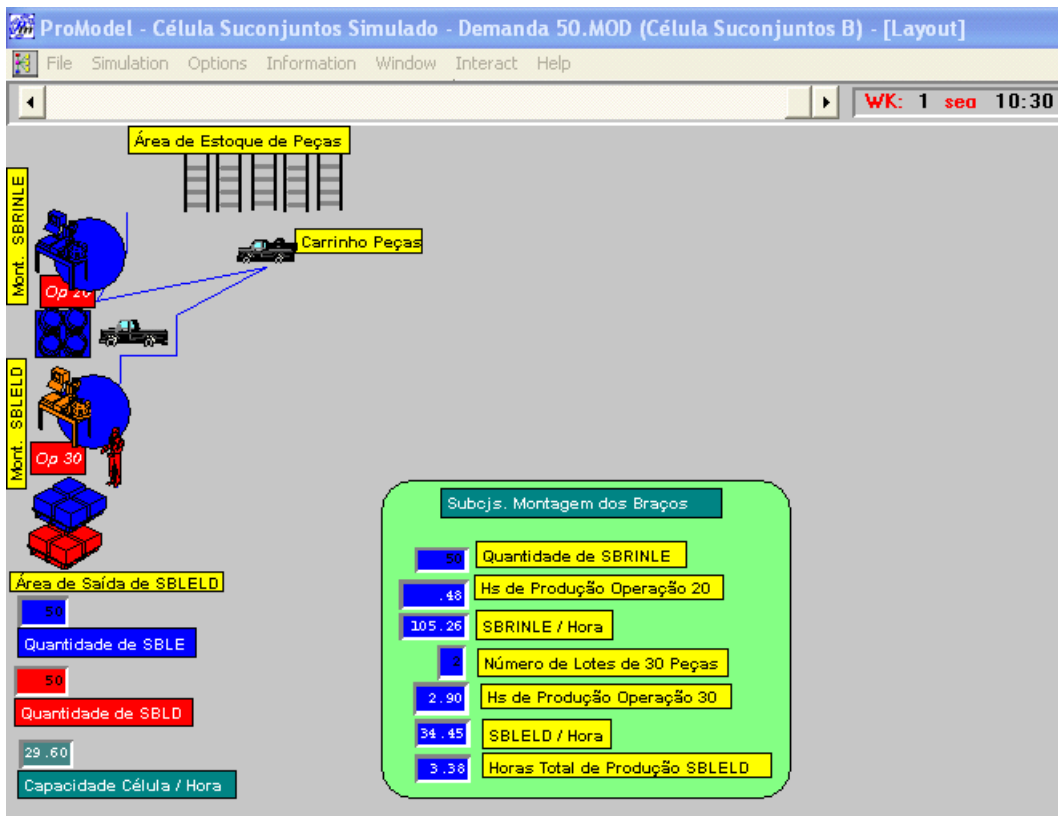 ProModel - Célula Suconjuntos Simulado - Demanda 50.MOD (Célula Suconjuntos B) - [Layout]
File Simulation Options Information Window Interact Help
WK: 1 seg 10:30
Área de Estoque de Peças
Mont. SBRINLE
Carrinho Peças
Op 20
Mont. SBLELD
Op 30
Área de Saída de SBLELD
50
Quantidade de SBLE
50
Quantidade de SBLD
29.60
Capacidade Célula / Hora
Subcjs. Montagem dos Braços
50 Quantidade de SBRINLE
.48 Hs de Produção Operação 20
105.26 SBRINLE / Hora
2 Número de Lotes de 30 Peças
2.90 Hs de Produção Operação 30
34.45 SBLELD / Hora
3.38 Horas Total de Produção SBLELD